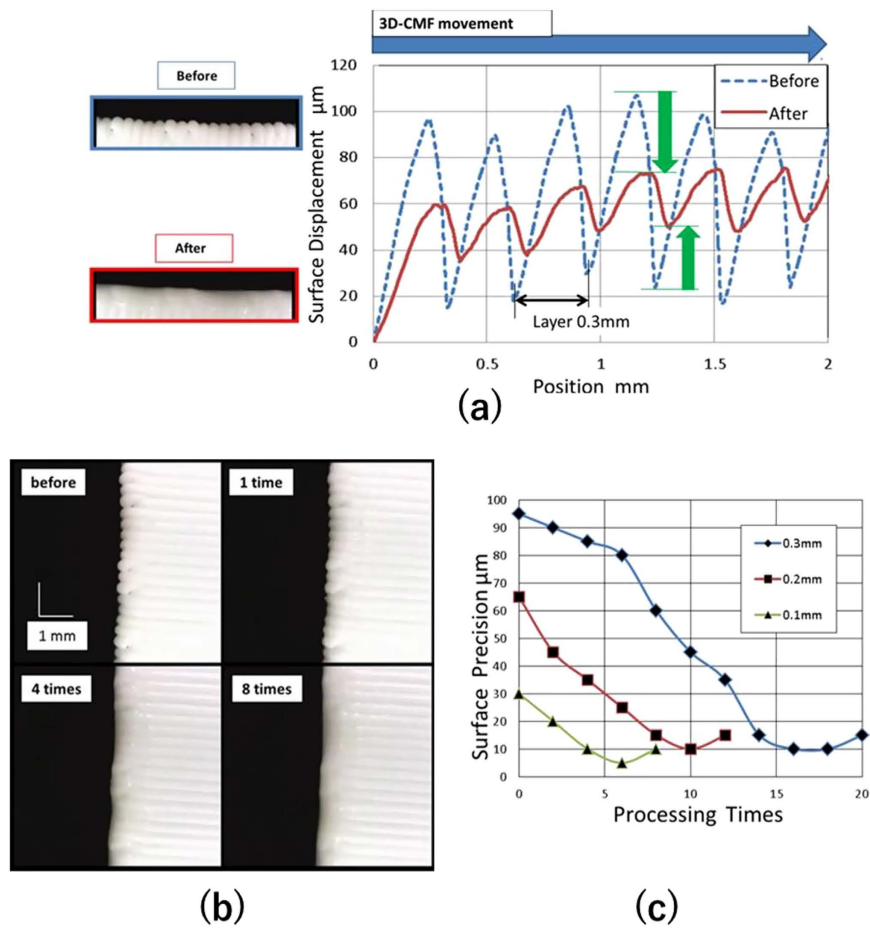 3D-CMF movement
Before
After
Surface Displacement μm
120
100
80
60
40
20
0
Before
After
Layer 0.3mm
0
0.5
1
1.5
2
Position mm
(a)
before
1 time
1 mm
4 times
8 times
(b)
Surface Precision μm
100
90
80
70
60
50
40
30
20
10
0
0.3mm
0.2mm
0.1mm
0
5
10
15
20
Processing Times
(c)